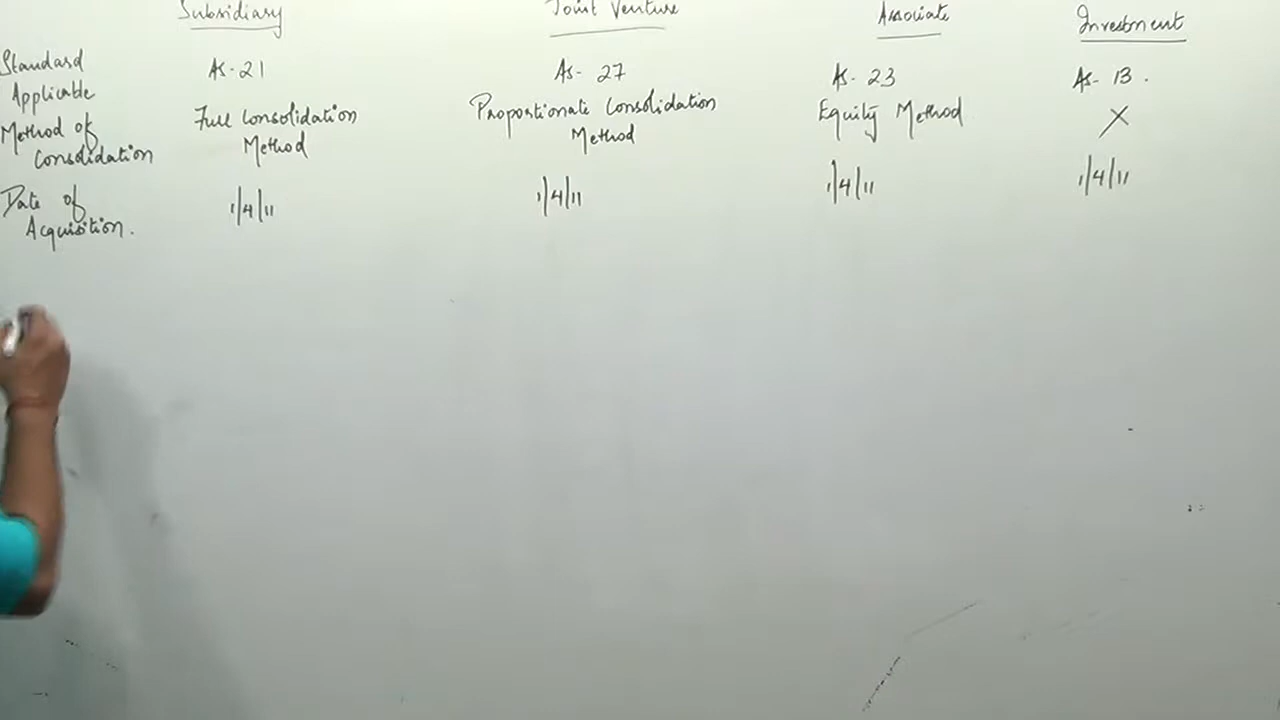 Subsidiary Joint Venture Associate Investment
Standard Applicable AS-21 AS- 27 AS- 23 AS- 13.
Method of Consolidation Full Consolidation Method Proportionate Consolidation Method Equity Method X
Date of Acquisition. 1/4/11 1/4/11 1/4/11 1/4/11